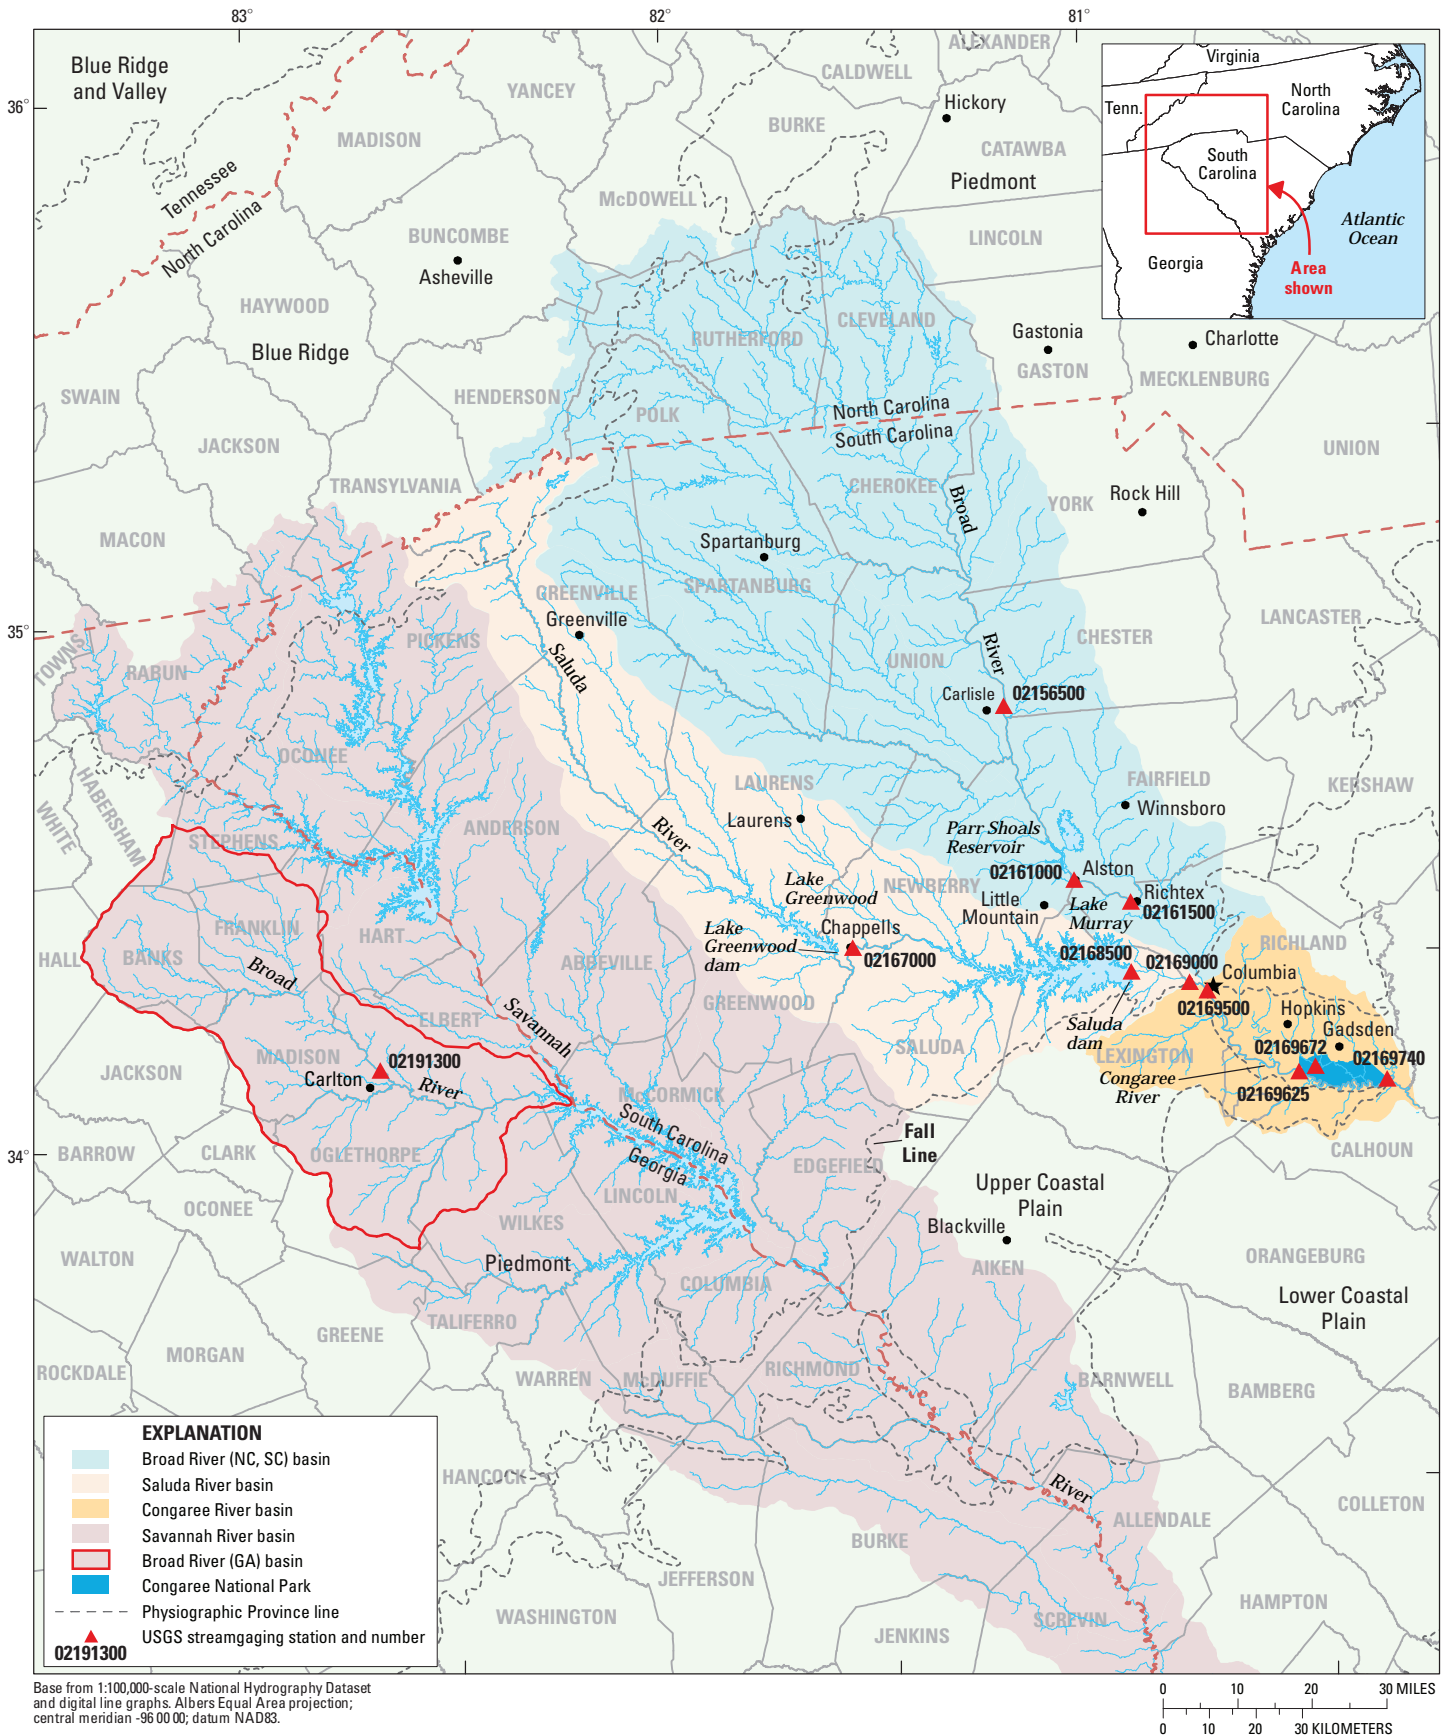 83°
82°
81°
36°
35°
34°
Blue Ridge
and Valley
Tennessee
North Carolina
YANCEY
MADISON
BUNCOMBE
Asheville
HAYWOOD
Blue Ridge
SWAIN
JACKSON
HENDERSON
TRANSYLVANIA
MACON
ALEXANDER
CALDWELL
Hickory
BURKE
CATAWBA
Piedmont
McDOWELL
LINCOLN
CLEVELAND
RUTHERFORD
POLK
Gastonia
GASTON
Charlotte
MECKLENBURG
North Carolina
South Carolina
UNION
Virginia
Tenn.
North
Carolina
South
Carolina
Georgia
Atlantic
Ocean
Area
shown
CHEROKEE
Broad
YORK
Rock Hill
Spartanburg
SPARTANBURG
GREENVILLE
Greenville
LANCASTER
CHESTER
River
UNION
Carlisle
02156500
Saluda
PICKENS
TOWNS
RABUN
OCONEE
HABERSHAM
WHITE
STEPHENS
ANDERSON
LAURENS
Laurens
River
FAIRFIELD
Winnsboro
KERSHAW
Parr Shoals
Reservoir
02161000
Alston
Richtex
02161500
NEWBERRY
Little
Mountain
Lake
Murray
Lake
Greenwood
Chappells
Lake
Greenwood
dam
02167000
02168500
02169000
Columbia
RICHLAND
02169500
Hopkins
Gadsden
02169672
02169740
02169625
Saluda
dam
LEXINGTON
Congaree
River
SALUDA
GREENWOOD
ABBEVILLE
HALL
BANKS
FRANKLIN
HART
Broad
ELBERT
Savannah
MADISON
02191300
Carlton
River
JACKSON
BARROW
CLARK
OGLETHORPE
OCONEE
WALTON
McCORMICK
South Carolina
Georgia
LINCOLN
WILKES
Piedmont
EDGEFIELD
Fall
Line
Upper Coastal
Plain
Blackville
AIKEN
CALHOUN
ORANGEBURG
Lower Coastal
Plain
COLUMBIA
TALIFERRO
GREENE
MORGAN
ROCKDALE
WARREN
McDUFFIE
RICHMOND
BARNWELL
BAMBERG
HANCOCK
River
ALLENDALE
COLLETON
BURKE
JEFFERSON
WASHINGTON
JENKINS
SCREVIN
HAMPTON
EXPLANATION
Broad River (NC, SC) basin
Saluda River basin
Congaree River basin
Savannah River basin
Broad River (GA) basin
Congaree National Park
Physiographic Province line
USGS streamgaging station and number
02191300
Base from 1:100,000-scale National Hydrography Dataset
and digital line graphs. Albers Equal Area projection;
central meridian -96 00 00; datum NAD83.
0 10 20 30 MILES
0 10 20 30 KILOMETERS